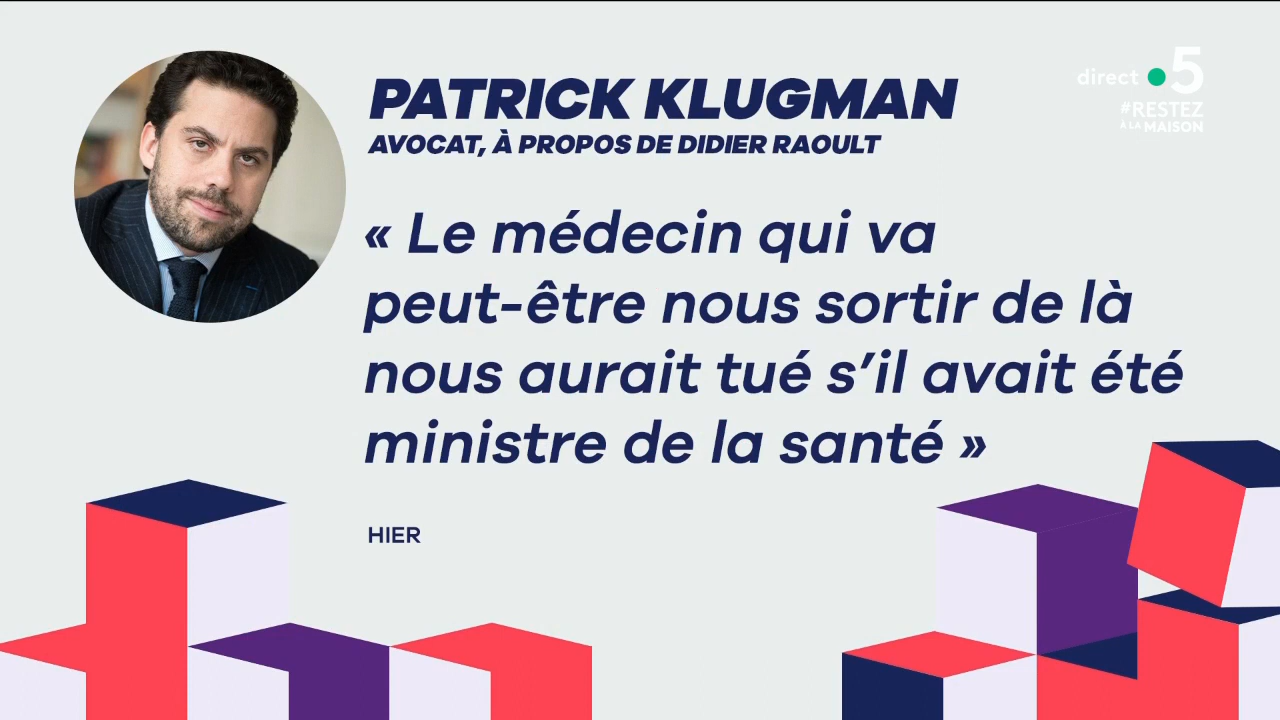 PATRICK KLUGMAN
AVOCAT, À PROPOS DE DIDIER RAOULT
direct 5
#RESTEZ
À LA MAISON
« Le médecin qui va
peut-être nous sortir de là
nous aurait tué s’il avait été
ministre de la santé »
HIER